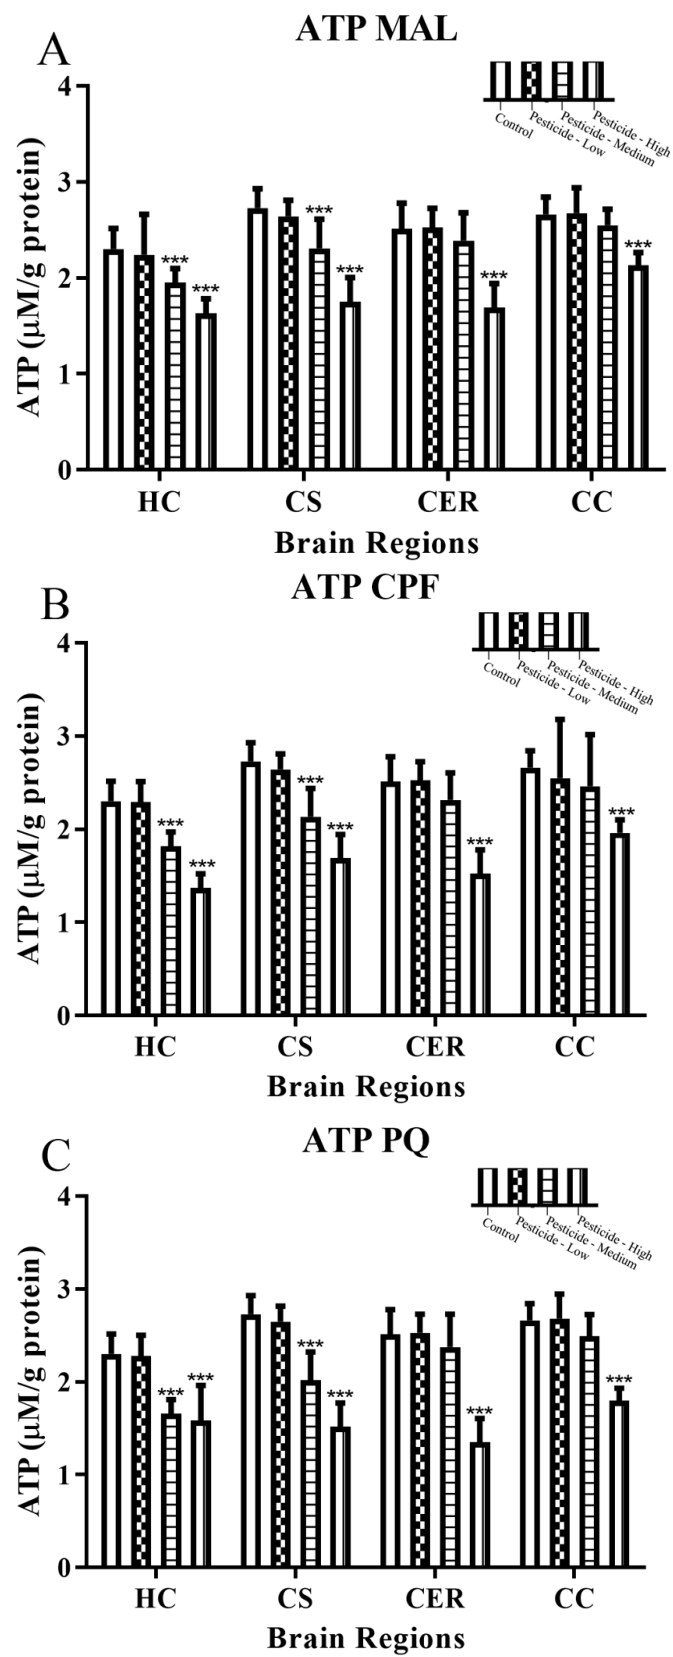 A
ATP MAL
Control
Pesticide - Low
Pesticide - Medium
Pesticide - High
ATP (μM/g protein)
4
3
2
1
0
***
***
***
***
***
***
HC
CS
CER
CC
Brain Regions
B
ATP CPF
Control
Pesticide - Low
Pesticide - Medium
Pesticide - High
ATP (μM/g protein)
4
3
2
1
0
***
***
***
***
***
***
HC
CS
CER
CC
Brain Regions
C
ATP PQ
Control
Pesticide - Low
Pesticide - Medium
Pesticide - High
ATP (μM/g protein)
4
3
2
1
0
***
***
***
***
***
***
HC
CS
CER
CC
Brain Regions